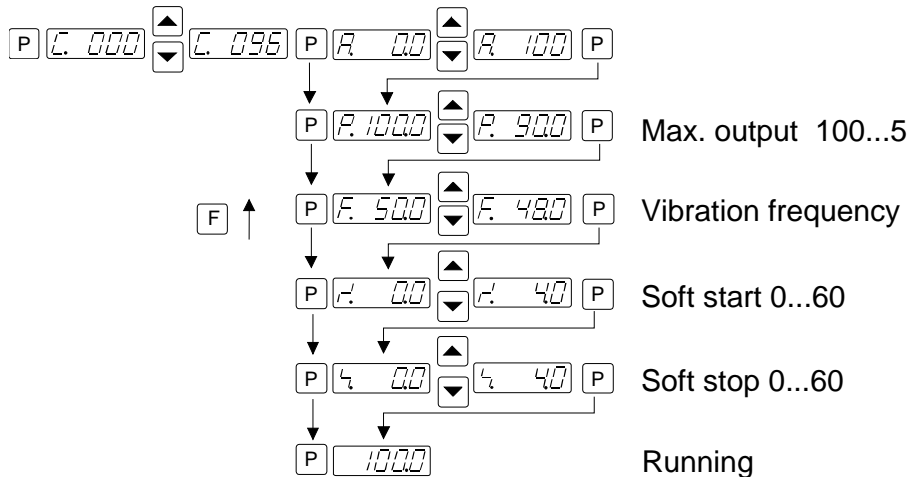 P C. 000 C. 096 P A. 0.0 A. 100 P
P P. 100.0 P. 90.0 P Max. output 100...5
F P F. 50.0 F. 48.0 P Vibration frequency
P 0.0 4.0 P Soft start 0...60
P 0.0 4.0 P Soft stop 0...60
P 100.0 Running